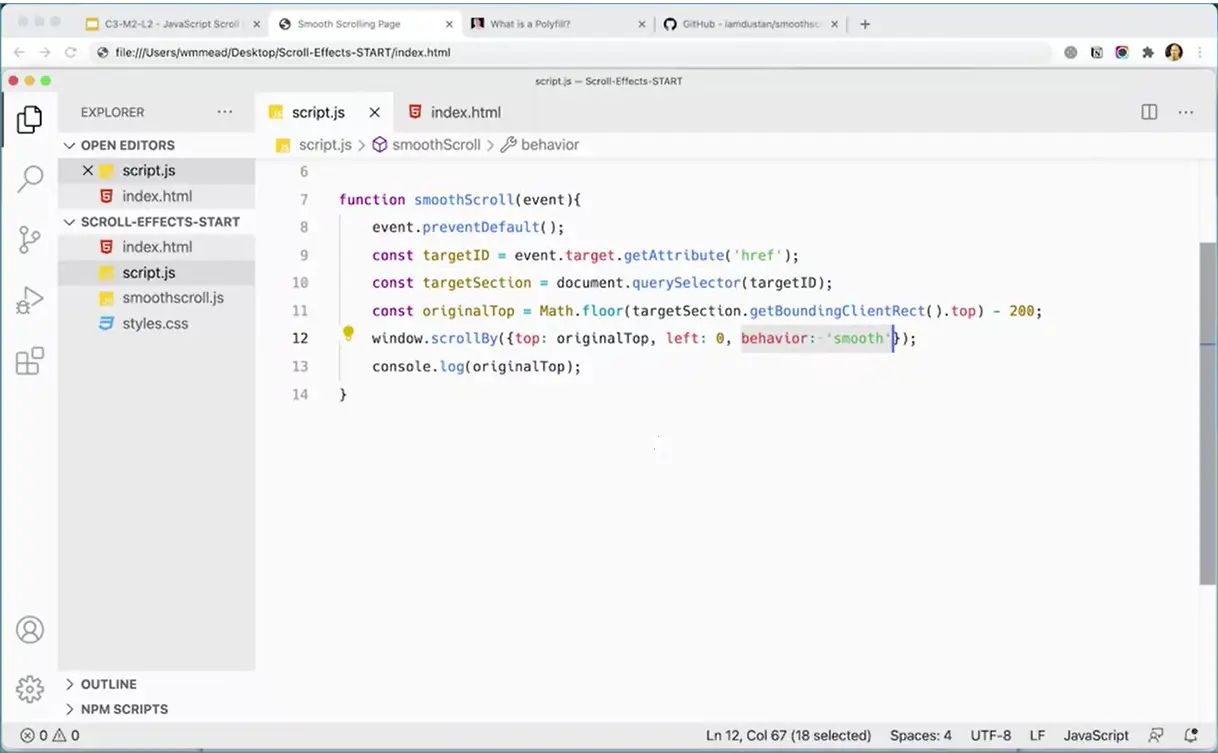 C3-M2-L2 - JavaScript Scroll
Smooth Scrolling Page
What is a Polyfill?
GitHub - iamdustan/smoothsc
file:///Users/wmmead/Desktop/Scroll-Effects-START/index.html
script.js — Scroll-Effects-START
EXPLORER
script.js
index.html
OPEN EDITORS
script.js
index.html
SCROLL-EFFECTS-START
index.html
script.js
smoothscroll.js
styles.css
script.js > smoothScroll > behavior
6
7 function smoothScroll(event){
8 event.preventDefault();
9 const targetID = event.target.getAttribute('href');
10 const targetSection = document.querySelector(targetID);
11 const originalTop = Math.floor(targetSection.getBoundingClientRect().top) - 200;
12 window.scrollBy({top: originalTop, left: 0, behavior: 'smooth'});
13 console.log(originalTop);
14 }
OUTLINE
NPM SCRIPTS
0 0
Ln 12, Col 67 (18 selected) Spaces: 4 UTF-8 LF JavaScript